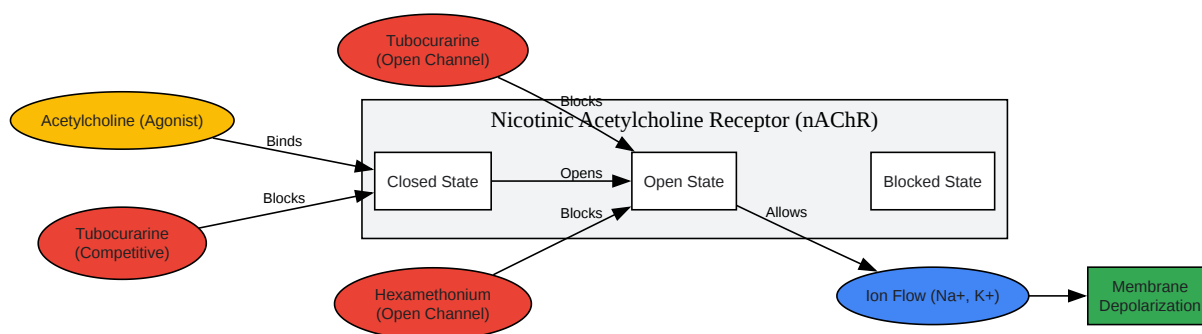 Tubocurarine
(Open Channel)
Blocks
Nicotinic Acetylcholine Receptor (nAChR)
Acetylcholine (Agonist)
Binds
Closed State
Opens
Open State
Blocked State
Blocks
Blocks
Allows
Tubocurarine
(Competitive)
Hexamethonium
(Open Channel)
Ion Flow (Na+, K+)
Membrane
Depolarization